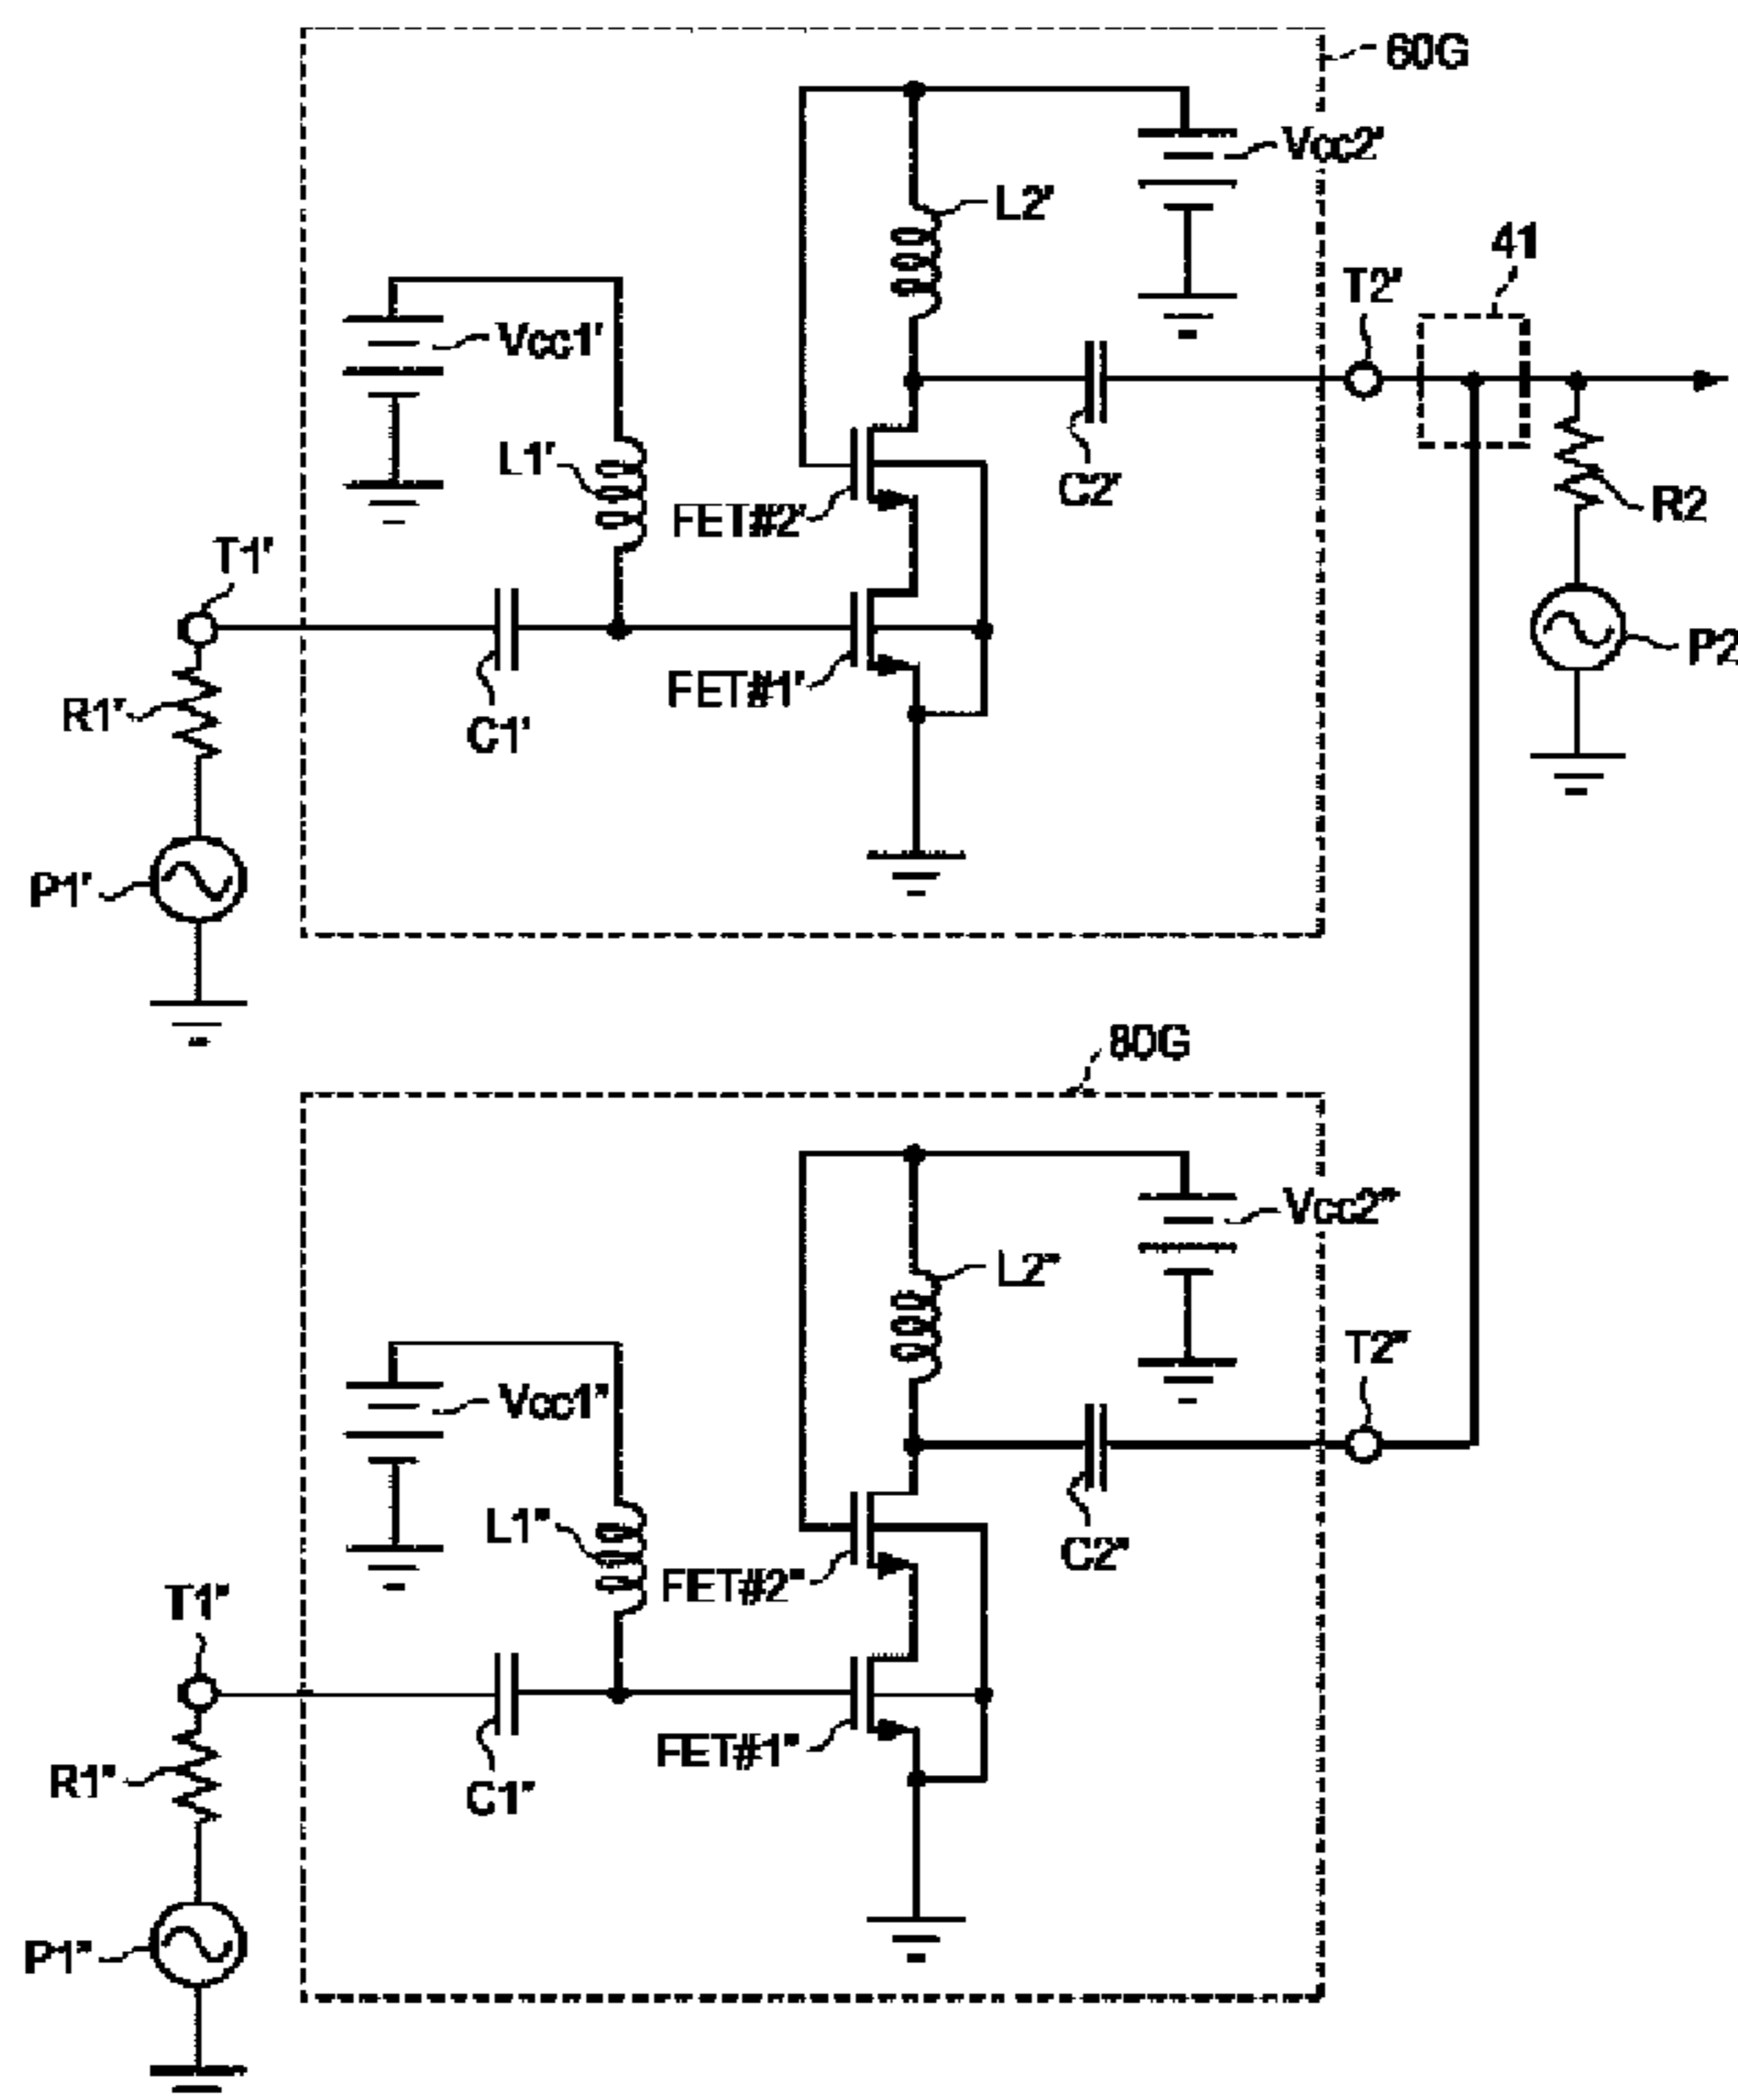 60G
Vcc2'
L2'
41
T2'
Vcc1'
L1'
C2'
R2
FET#2'
T1'
P2
FET#1'
R1'
C1'
P1'
80G
Vcc2"
L2"
T2"
Vcc1"
L1"
C2"
FET#2"
T1"
FET#1"
R1"
C1"
P1"